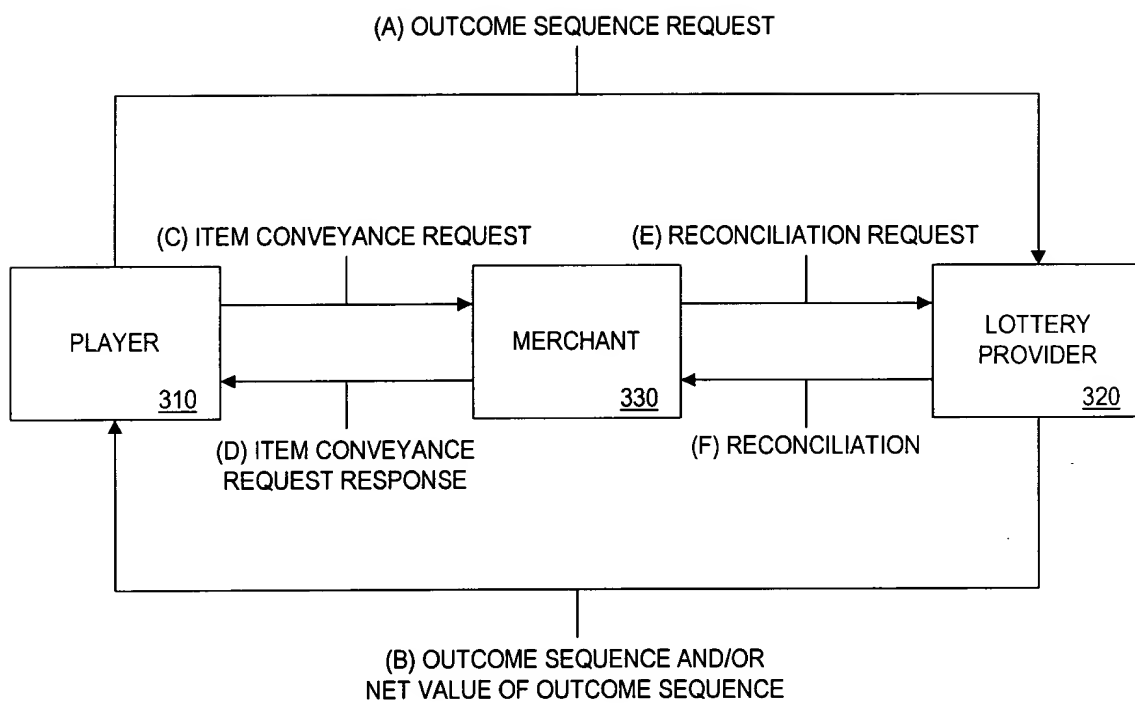 (A) OUTCOME SEQUENCE REQUEST
(C) ITEM CONVEYANCE REQUEST
(E) RECONCILIATION REQUEST
PLAYER
310
MERCHANT
330
LOTTERY
PROVIDER
320
(D) ITEM CONVEYANCE
REQUEST RESPONSE
(F) RECONCILIATION
(B) OUTCOME SEQUENCE AND/OR
NET VALUE OF OUTCOME SEQUENCE